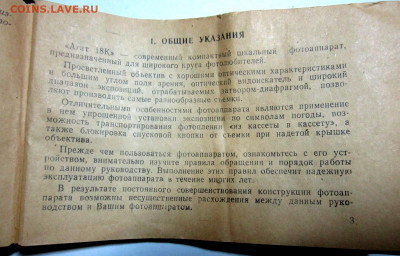 COINS.LAVE.RU
1. ОБЩИЕ УКАЗАНИЯ
«Агат 18К» — современный компактный шкальный фотоаппарат,
предназначенный для широкого круга фотолюбителей.
Просветленный объектив с хорошими оптическими характеристиками
и большим углом поля зрения, оптический видоискатель и широкий
диапазон экспозиций, отрабатываемых затвором-диафрагмой, позво-
ляют производить самые разнообразные съемки.
Отличительными особенностями фотоаппарата являются применение
в нем упрощенной установки экспозиции по символам погоды, воз-
можность транспортирования фотопленки «из кассеты в кассету», а
также блокировка спусковой кнопки от съемки при надетой крышке
объектива.
Прежде чем пользоваться фотоаппаратом, ознакомьтесь с его уст-
ройством, внимательно изучите правила обращения и порядок работы
по данному руководству. Выполнение этих правил обеспечит надежную
эксплуатацию фотоаппарата в течение многих лет.
В результате постоянного совершенствования конструкции фотоап-
парата возможны несущественные расхождения между данным руко-
водством и Вашим фотоаппаратом.
3